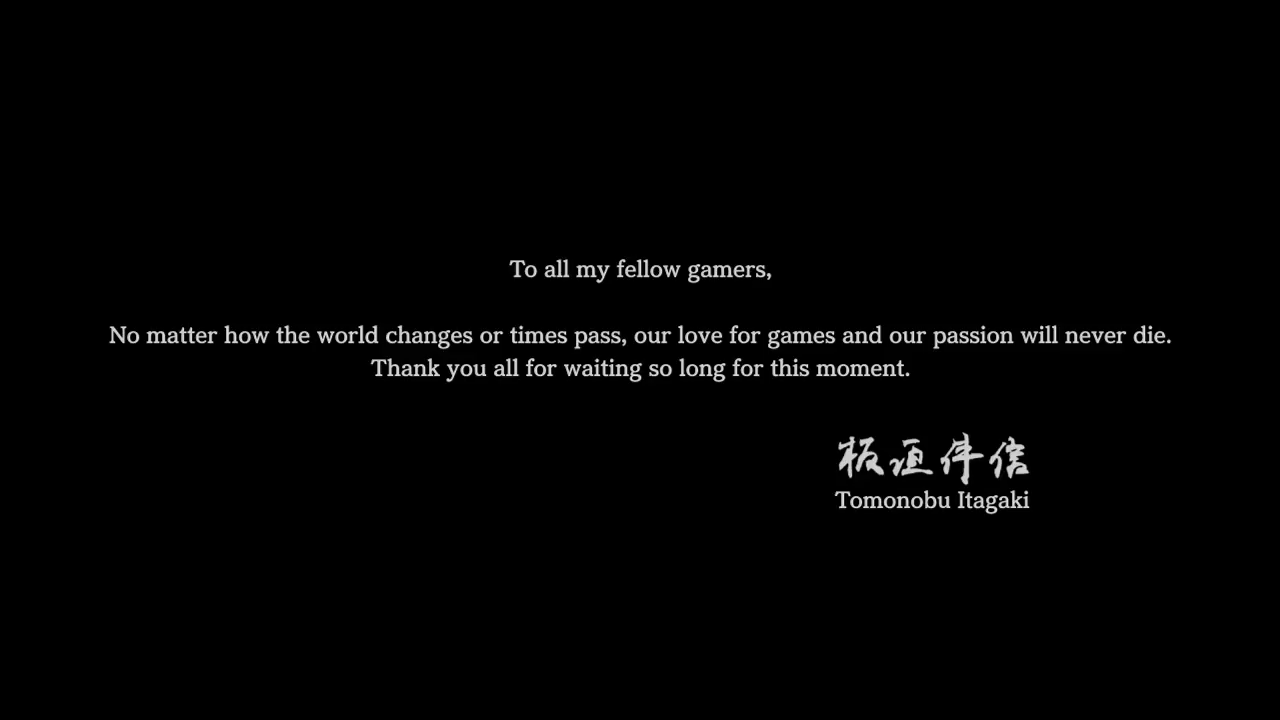 To all my fellow gamers,
No matter how the world changes or times pass, our love for games and our passion will never die.
Thank you all for waiting so long for this moment.
板垣伴信
Tomonobu Itagaki